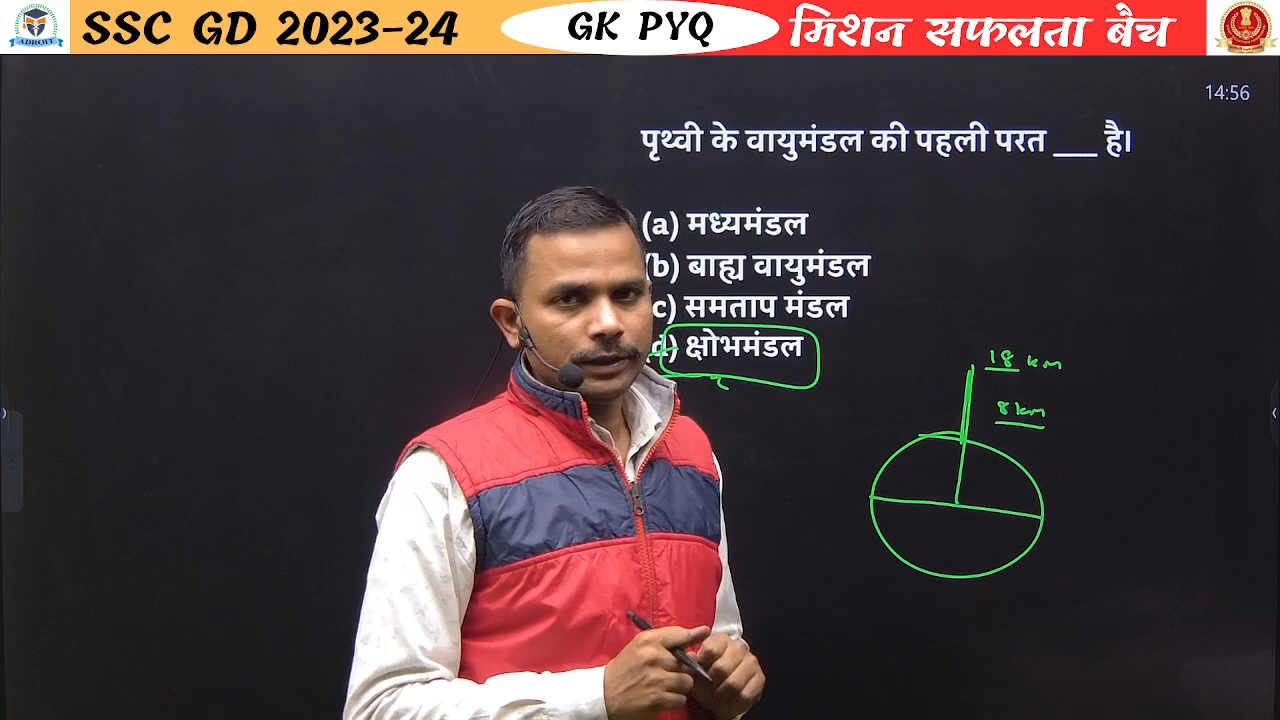 SSC GD 2023-24
GK PYQ
मिशन सफलता बैच
ADROIT
14:56
पृथ्वी के वायुमंडल की पहली परत ___ है।
(a) मध्यमंडल
(b) बाह्य वायुमंडल
c) समताप मंडल
(d) क्षोभमंडल
18 km
8 km